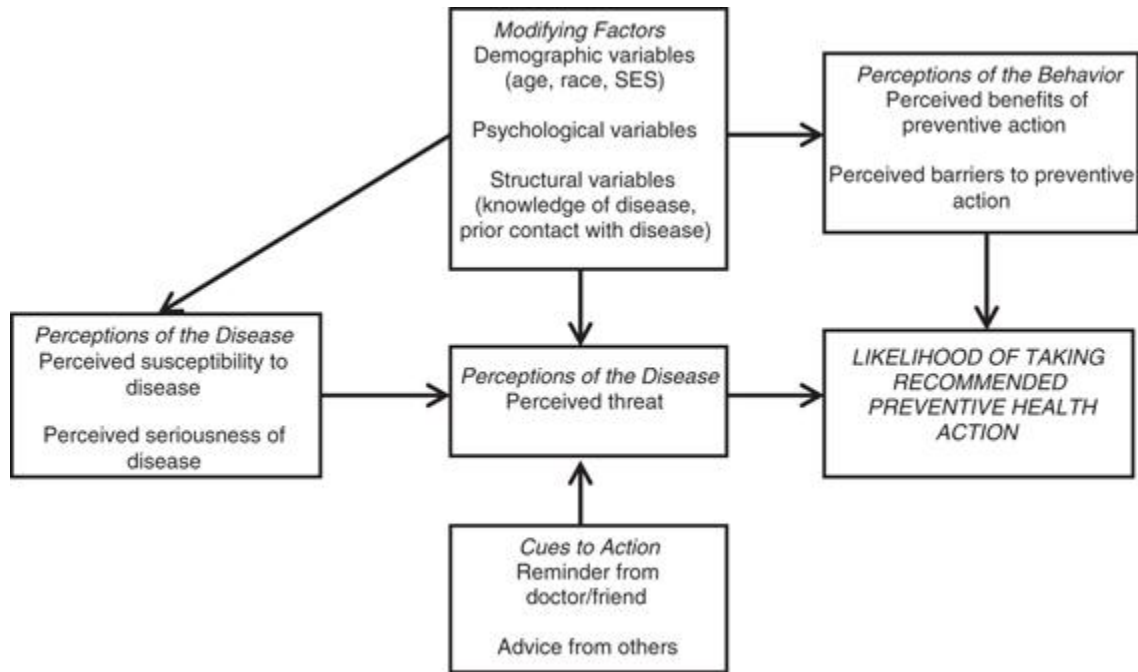 Modifying Factors
Demographic variables
(age, race, SES)
Psychological variables
Structural variables
(knowledge of disease,
prior contact with disease)
Perceptions of the Behavior
Perceived benefits of
preventive action
Perceived barriers to preventive
action
Perceptions of the Disease
Perceived susceptibility to
disease
Perceived seriousness of
disease
Perceptions of the Disease
Perceived threat
LIKELIHOOD OF TAKING
RECOMMENDED
PREVENTIVE HEALTH
ACTION
Cues to Action
Reminder from
doctor/friend
Advice from others